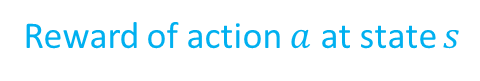 Reward of action a at state s